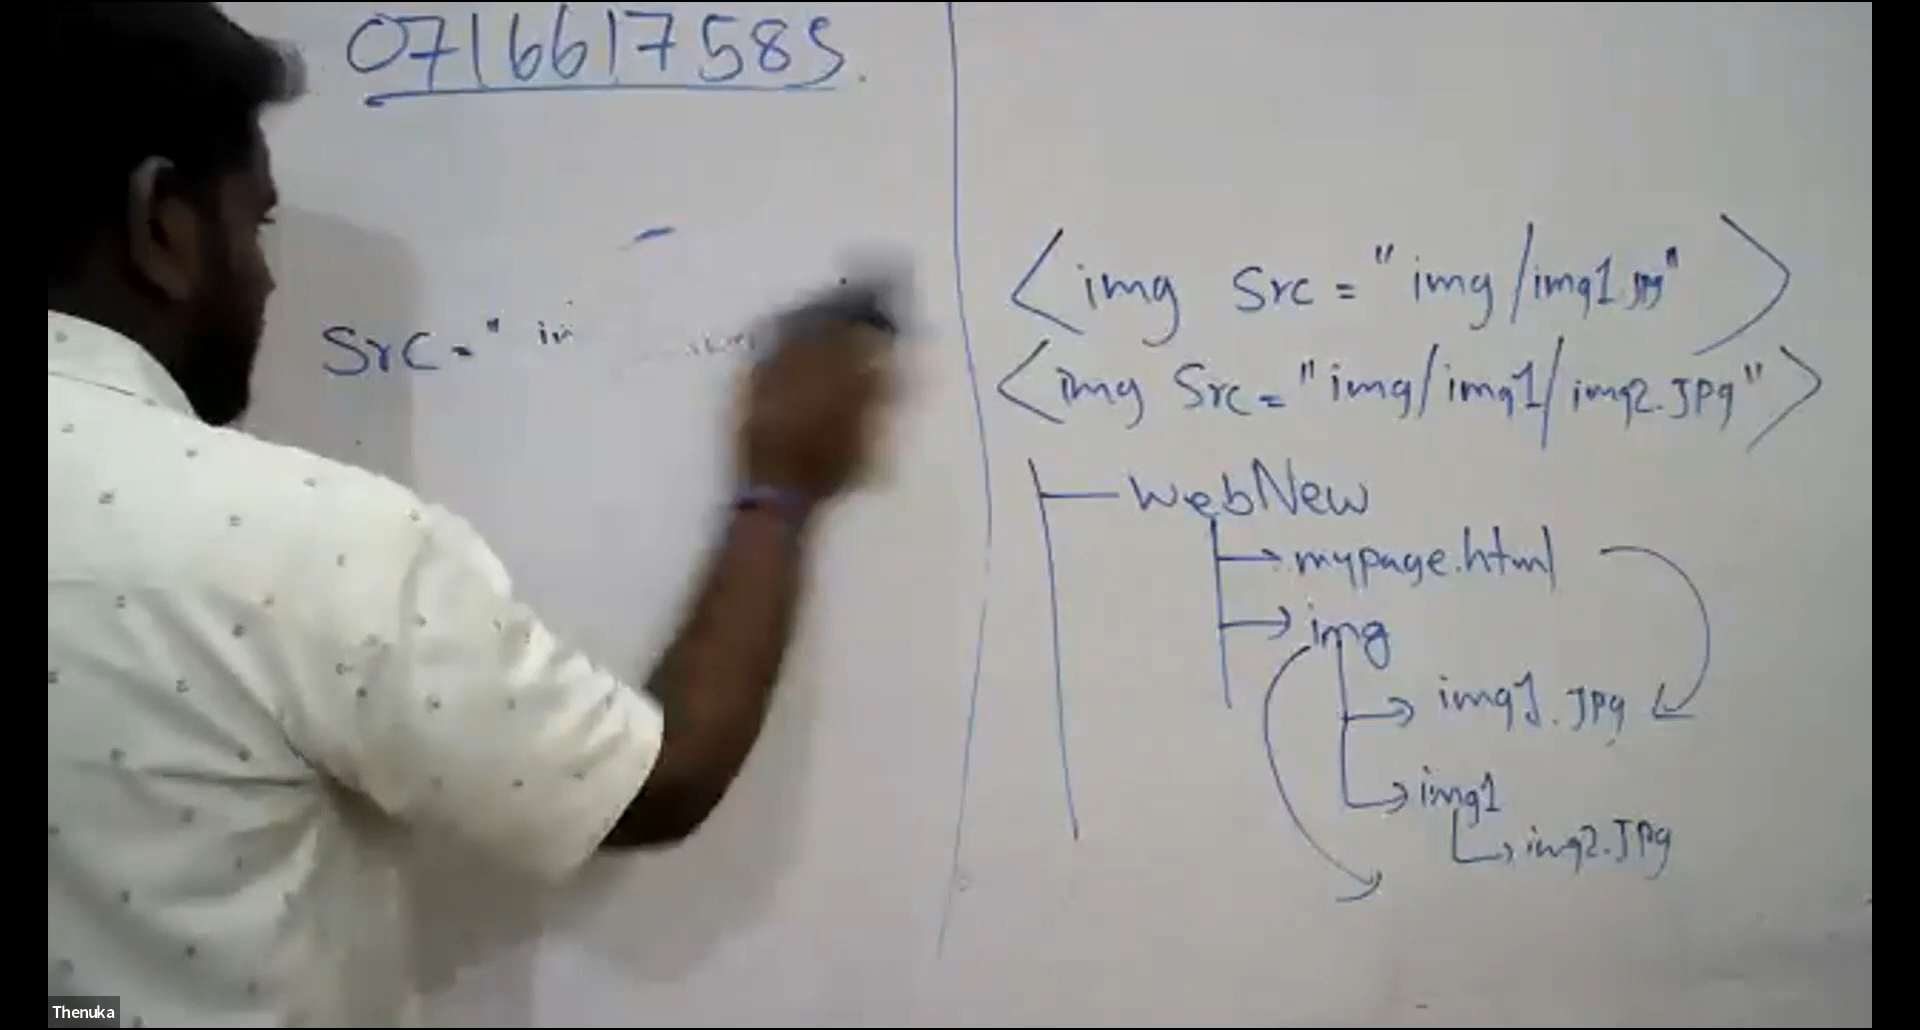 0716617585
Src="
<img Src="img/img1.jpg">
<img Src="img/img1/img2.JPg">
WebNew
mypage.html
img
img1.JPg
img1
img2.JPg
Thenuka